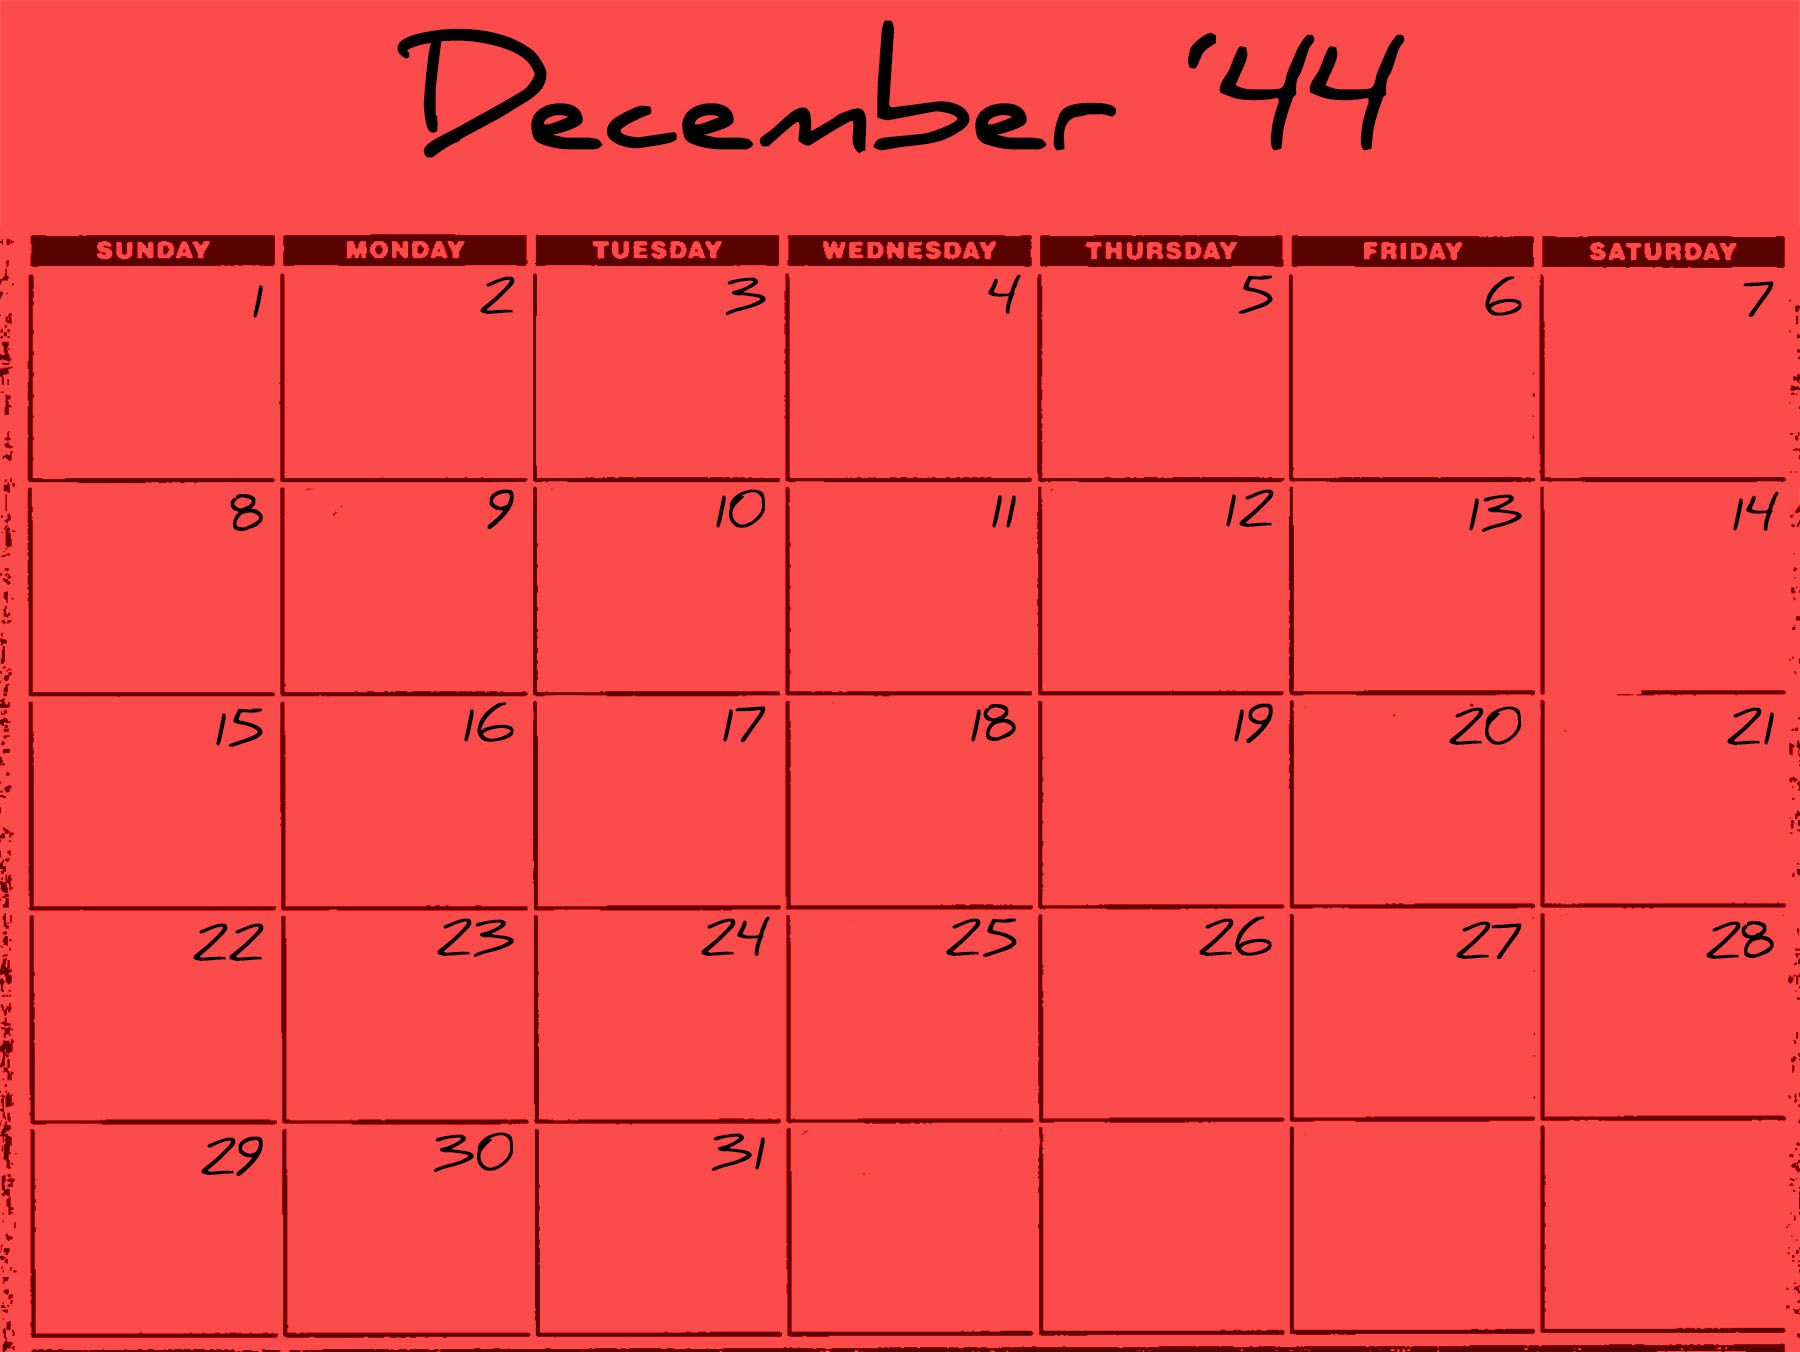 December '44
SUNDAY MONDAY TUESDAY WEDNESDAY THURSDAY FRIDAY SATURDAY
1 2 3 4 5 6 7
8 9 10 11 12 13 14
15 16 17 18 19 20 21
22 23 24 25 26 27 28
29 30 31